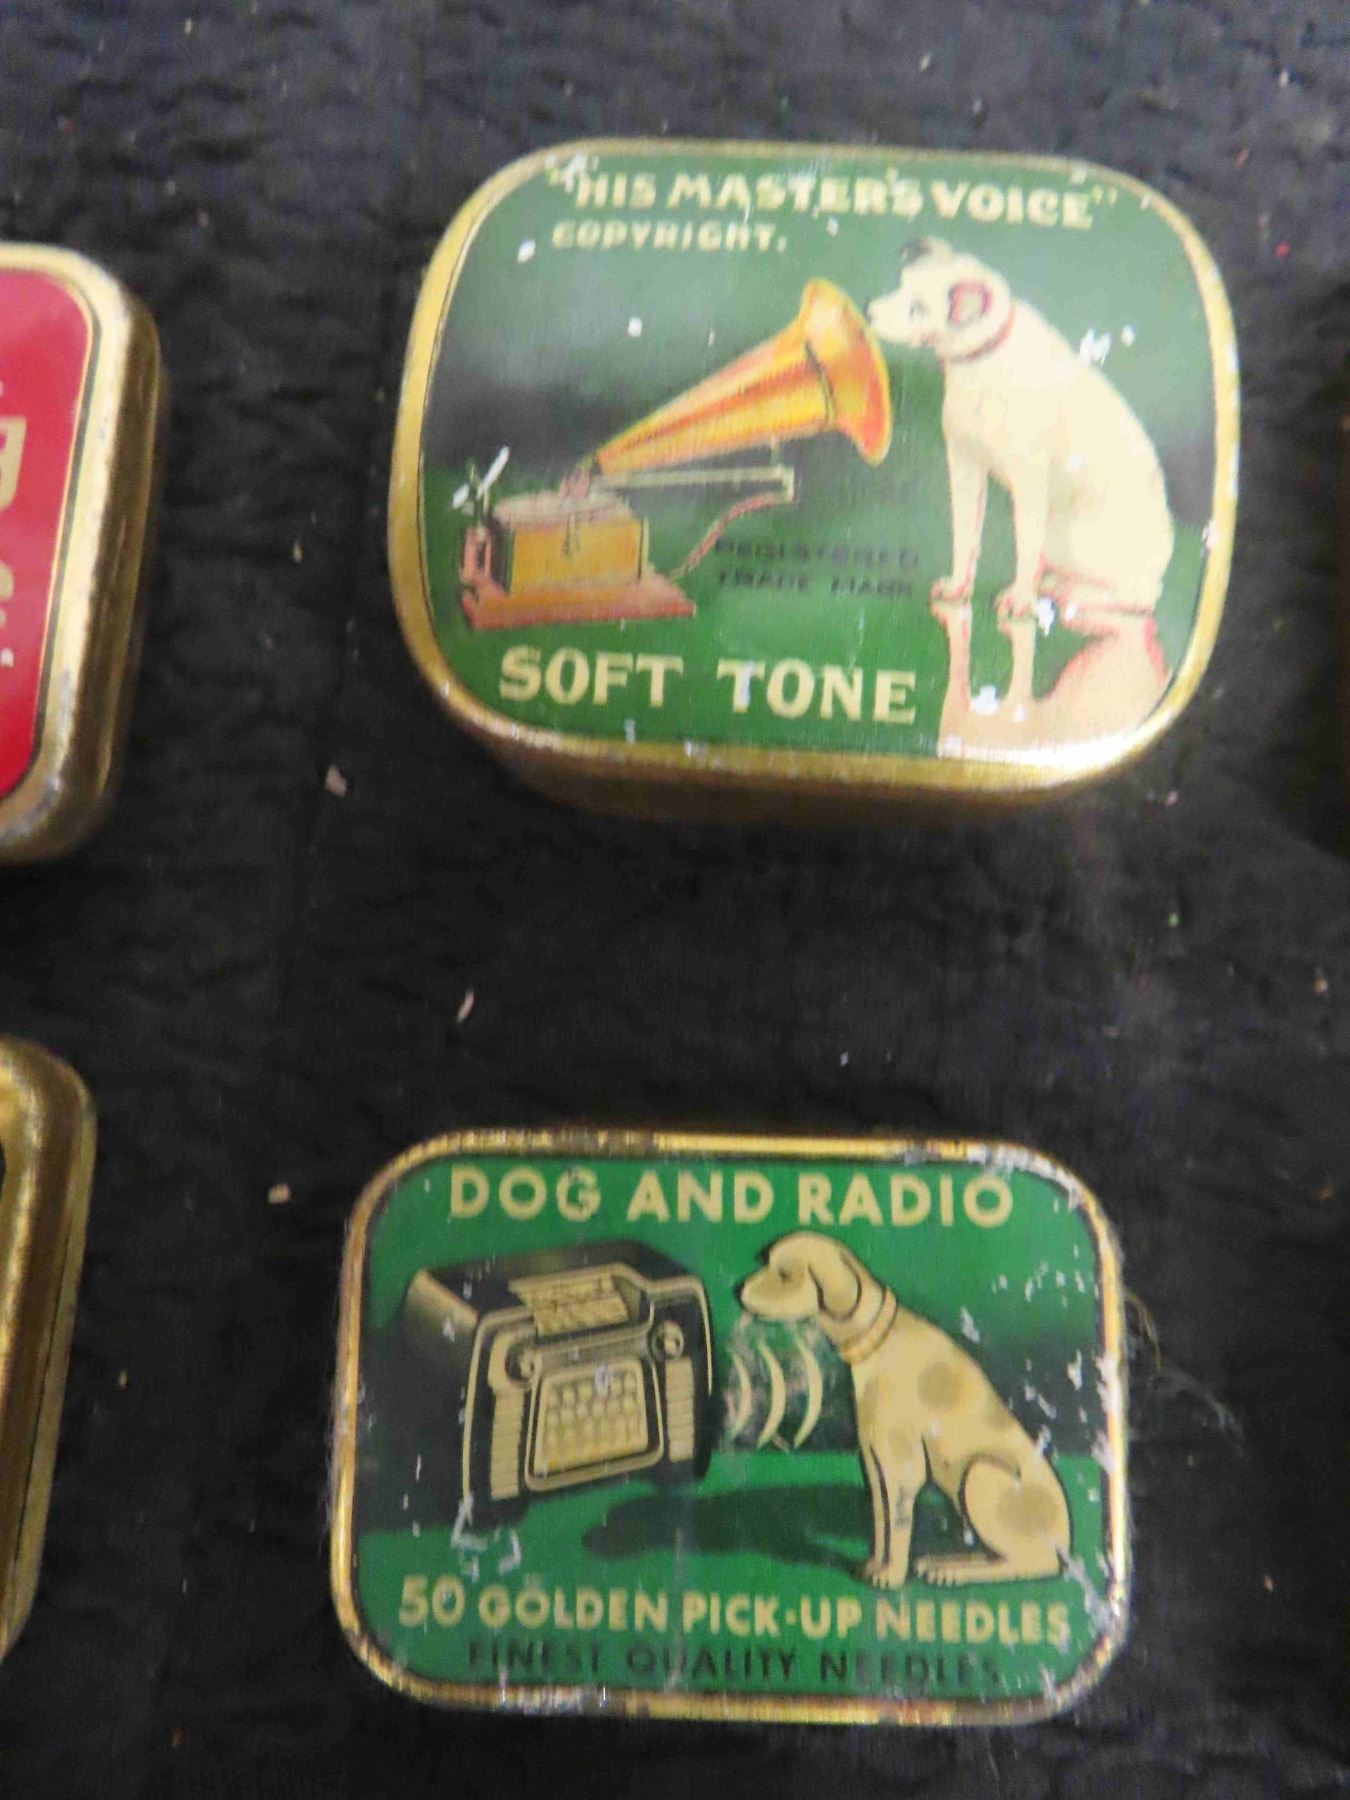 "HIS MASTER'S VOICE"
COPYRIGHT.
REGISTERED
TRADE MARK
SOFT TONE
DOG AND RADIO
50 GOLDEN PICK-UP NEEDLES
FINEST QUALITY NEEDLES